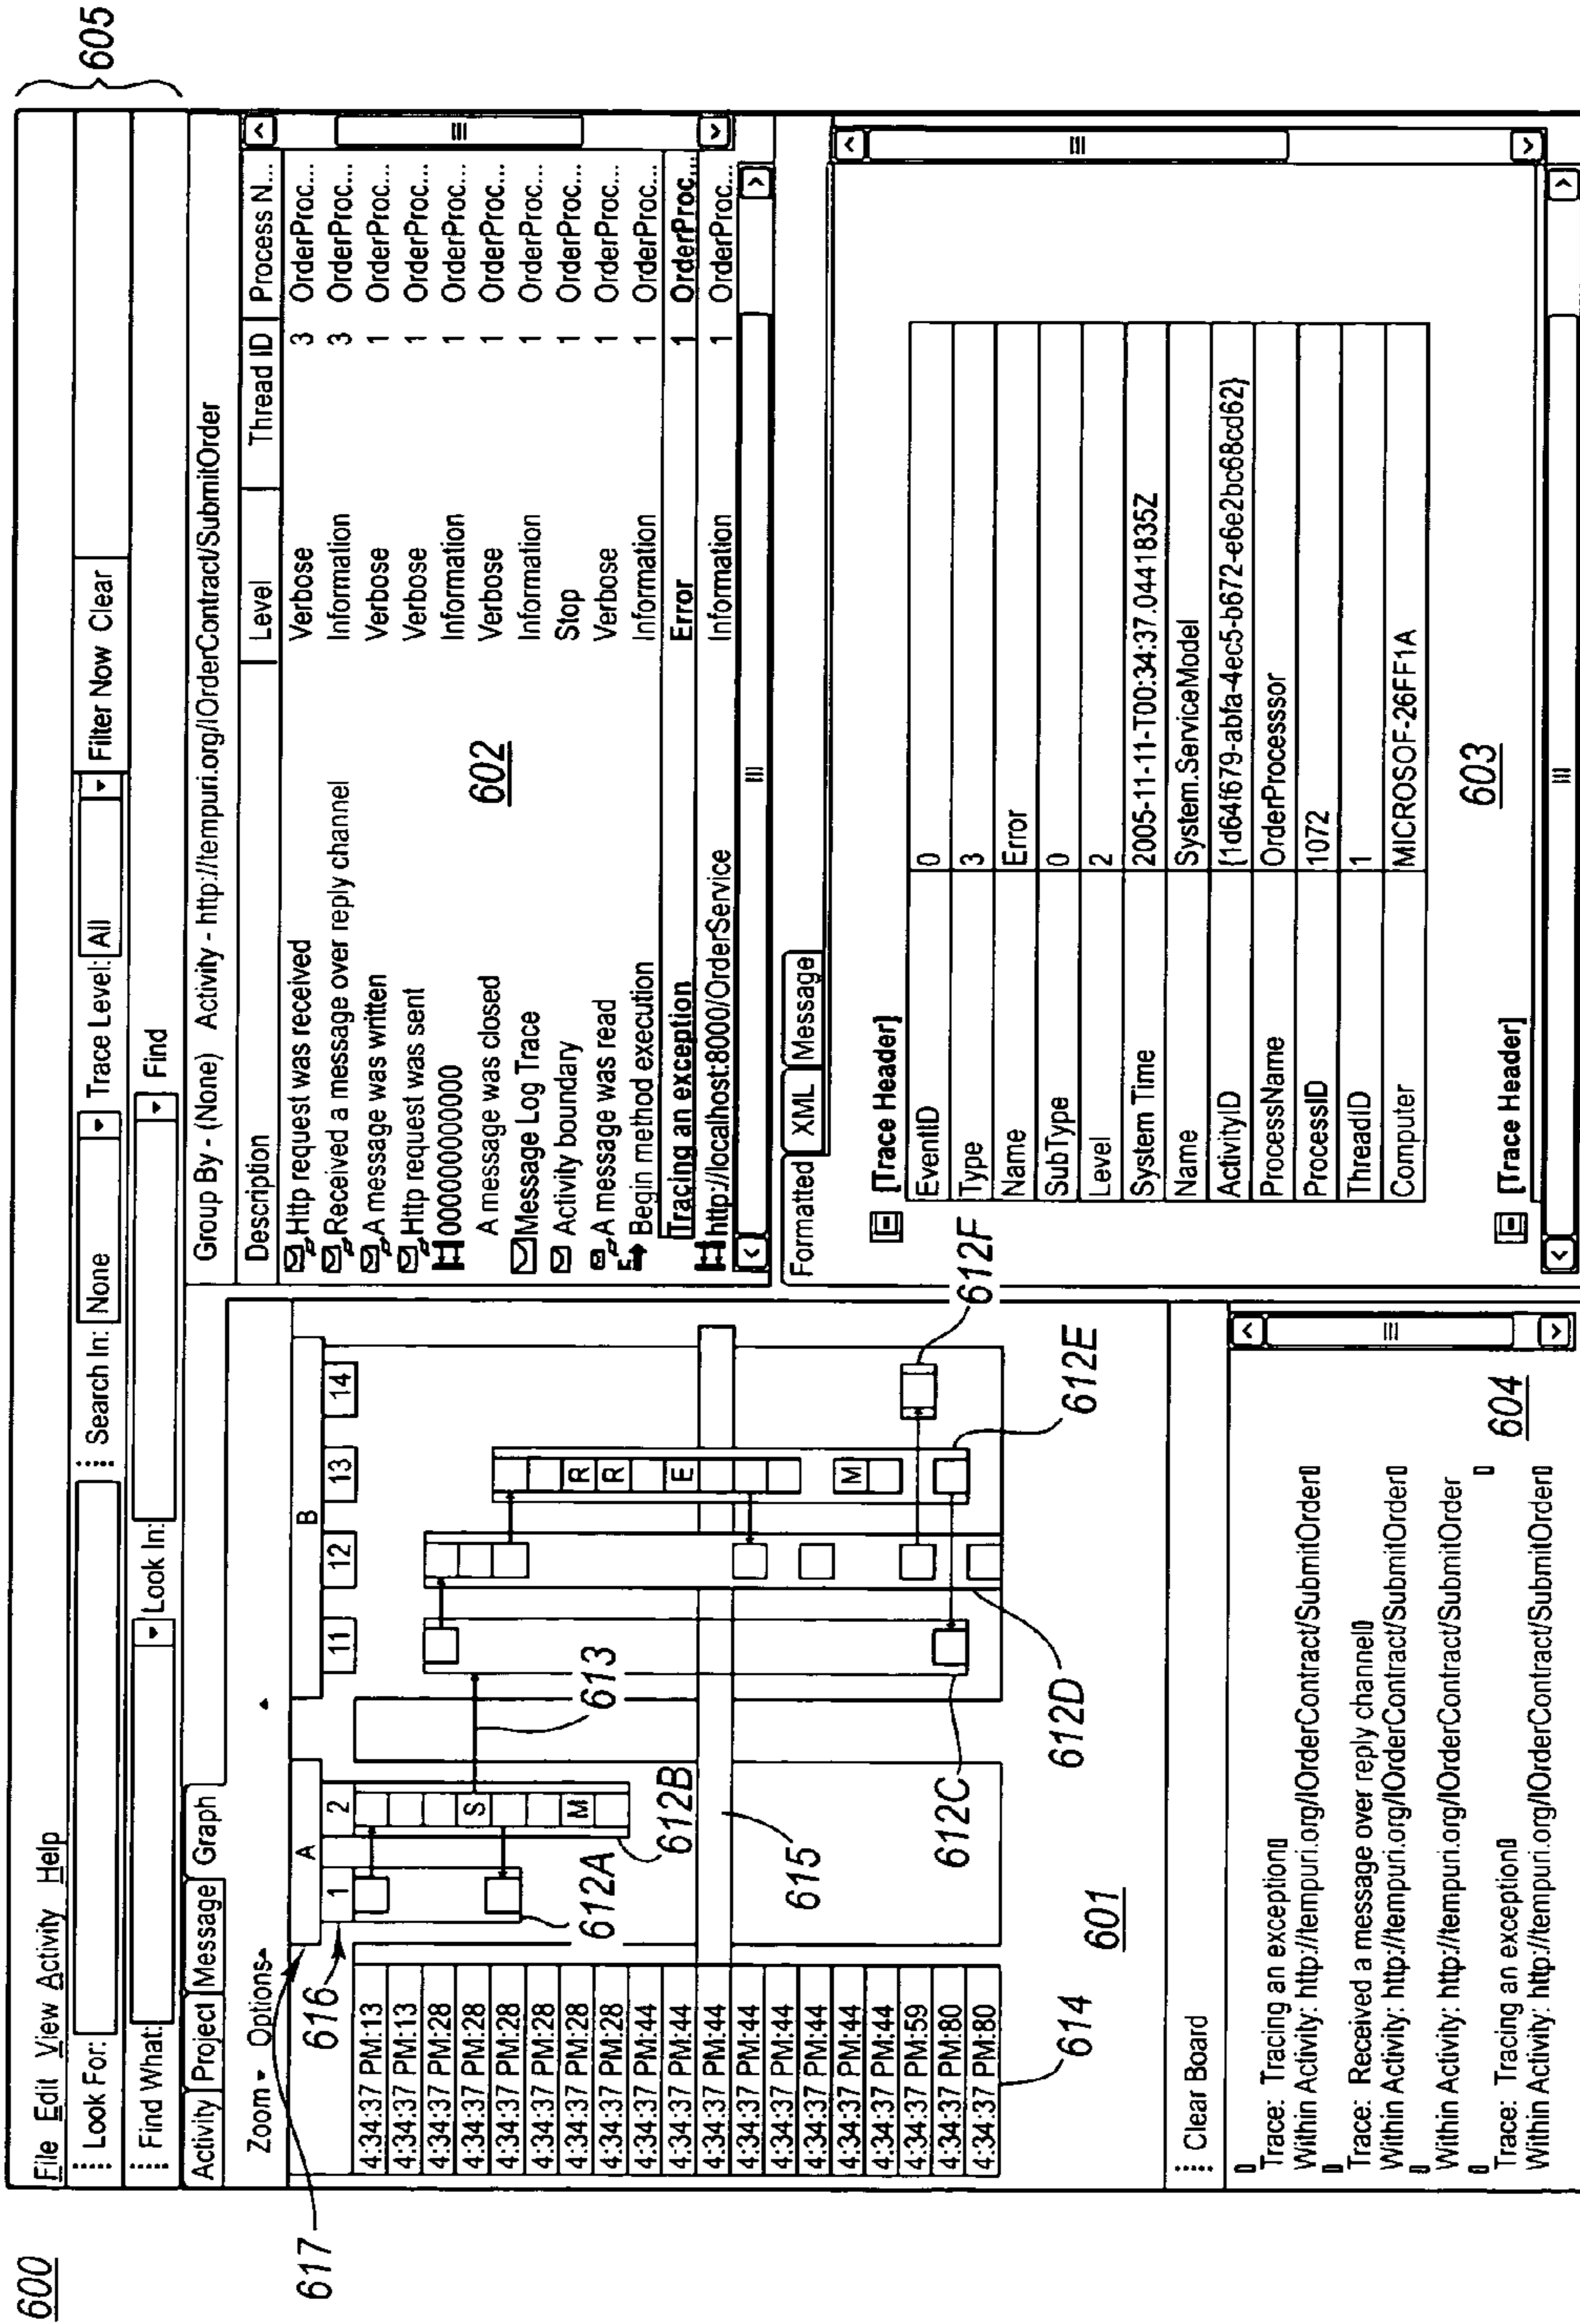 600
605
File Edit View Activity Help
Look For: Search In: None Trace Level: All Filter Now Clear
Find What: Look In: Find
Activity Project Message Graph
Zoom Options
617
616
A
B
1 2 11 12 13 14
4:34:37 PM:13
4:34:37 PM:13
4:34:37 PM:28
4:34:37 PM:28
4:34:37 PM:28
4:34:37 PM:28
4:34:37 PM:28
4:34:37 PM:28
4:34:37 PM:44
4:34:37 PM:44
4:34:37 PM:44
4:34:37 PM:44
4:34:37 PM:44
4:34:37 PM:44
4:34:37 PM:44
4:34:37 PM:44
4:34:37 PM:59
4:34:37 PM:80
4:34:37 PM:80
S
M
R
R
E
M
612A
612B
613
615
612C
612D
612E
612F
614
601
Group By - (None) Activity - http://tempuri.org/IOrderContract/SubmitOrder
Description Level Thread ID Process N...
Http request was received Verbose 3 OrderProc...
Received a message over reply channel Information 3 OrderProc...
A message was written Verbose 1 OrderProc...
Http request was sent Verbose 1 OrderProc...
000000000000 Information 1 OrderProc...
A message was closed Verbose 1 OrderProc...
Message Log Trace Information 1 OrderProc...
Activity boundary Stop 1 OrderProc...
A message was read Verbose 1 OrderProc...
Begin method execution Information 1 OrderProc...
Tracing an exception Error 1 OrderProc...
http://localhost:8000/OrderService Information 1 OrderProc...
602
Formatted XML Message
[Trace Header]
EventID 0
Type 3
Name Error
SubType 0
Level 2
System Time 2005-11-11-T00:34:37.0441835Z
Name System.ServiceModel
ActivityID {1d64f679-abfa-4ec5-b672-e6e2bc68cd62}
ProcessName OrderProcesssor
ProcessID 1072
ThreadID 1
Computer MICROSOF-26FF1A
603
[Trace Header]
Clear Board
Trace: Tracing an exception
Within Activity: http://tempuri.org/IOrderContract/SubmitOrder
Trace: Received a message over reply channel
Within Activity: http://tempuri.org/IOrderContract/SubmitOrder
Within Activity: http://tempuri.org/IOrderContract/SubmitOrder
Trace: Tracing an exception
Within Activity: http://tempuri.org/IOrderContract/SubmitOrder
604